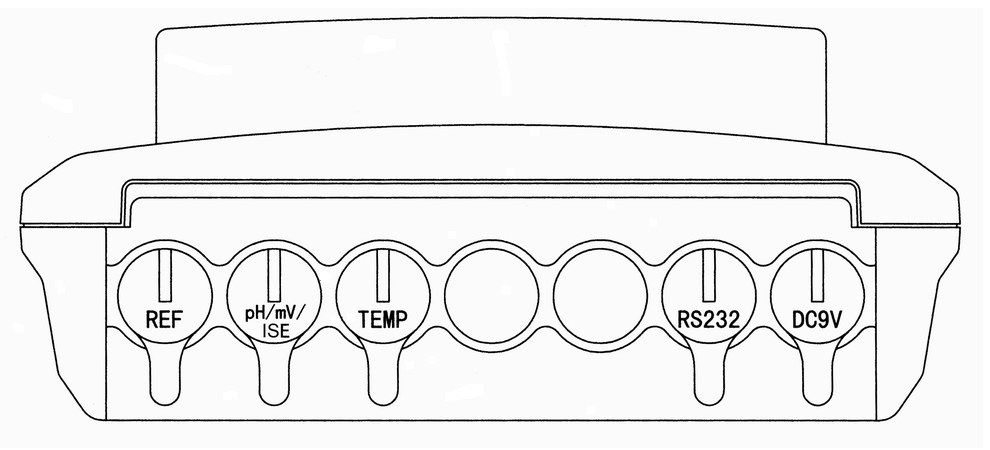 REF
pH/mV/
ISE
TEMP
RS232
DC9V